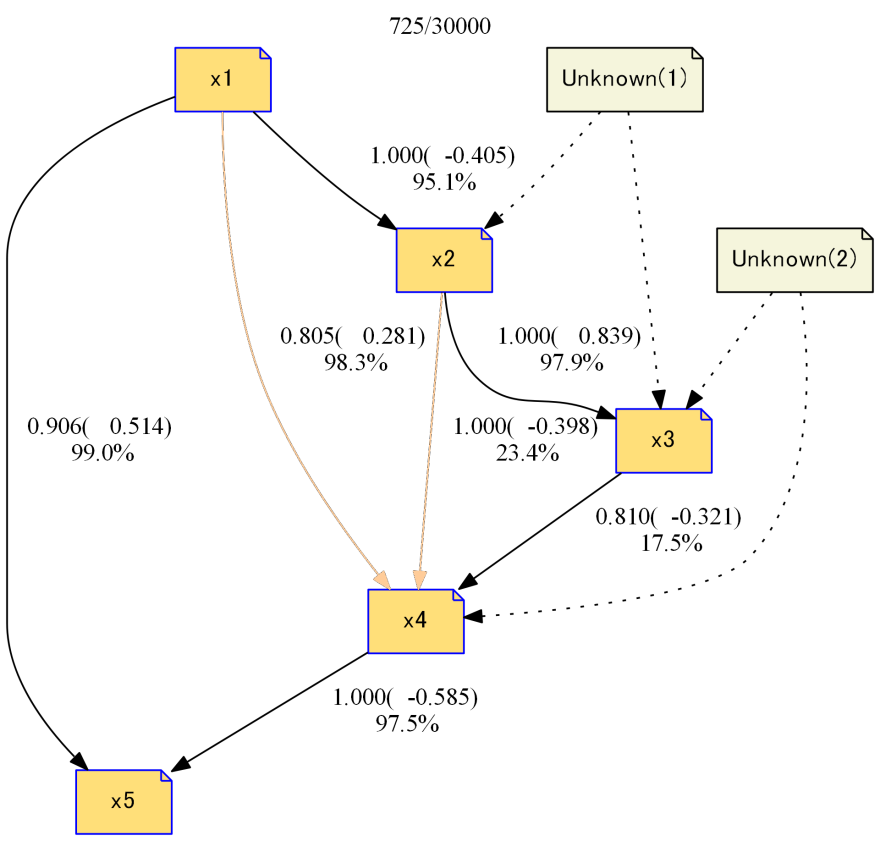 725/30000
x1
Unknown(1)
1.000( -0.405)
95.1%
x2
Unknown(2)
0.805( 0.281)
98.3%
1.000( 0.839)
97.9%
0.906( 0.514)
99.0%
1.000( -0.398)
23.4%
x3
0.810( -0.321)
17.5%
x4
1.000( -0.585)
97.5%
x5